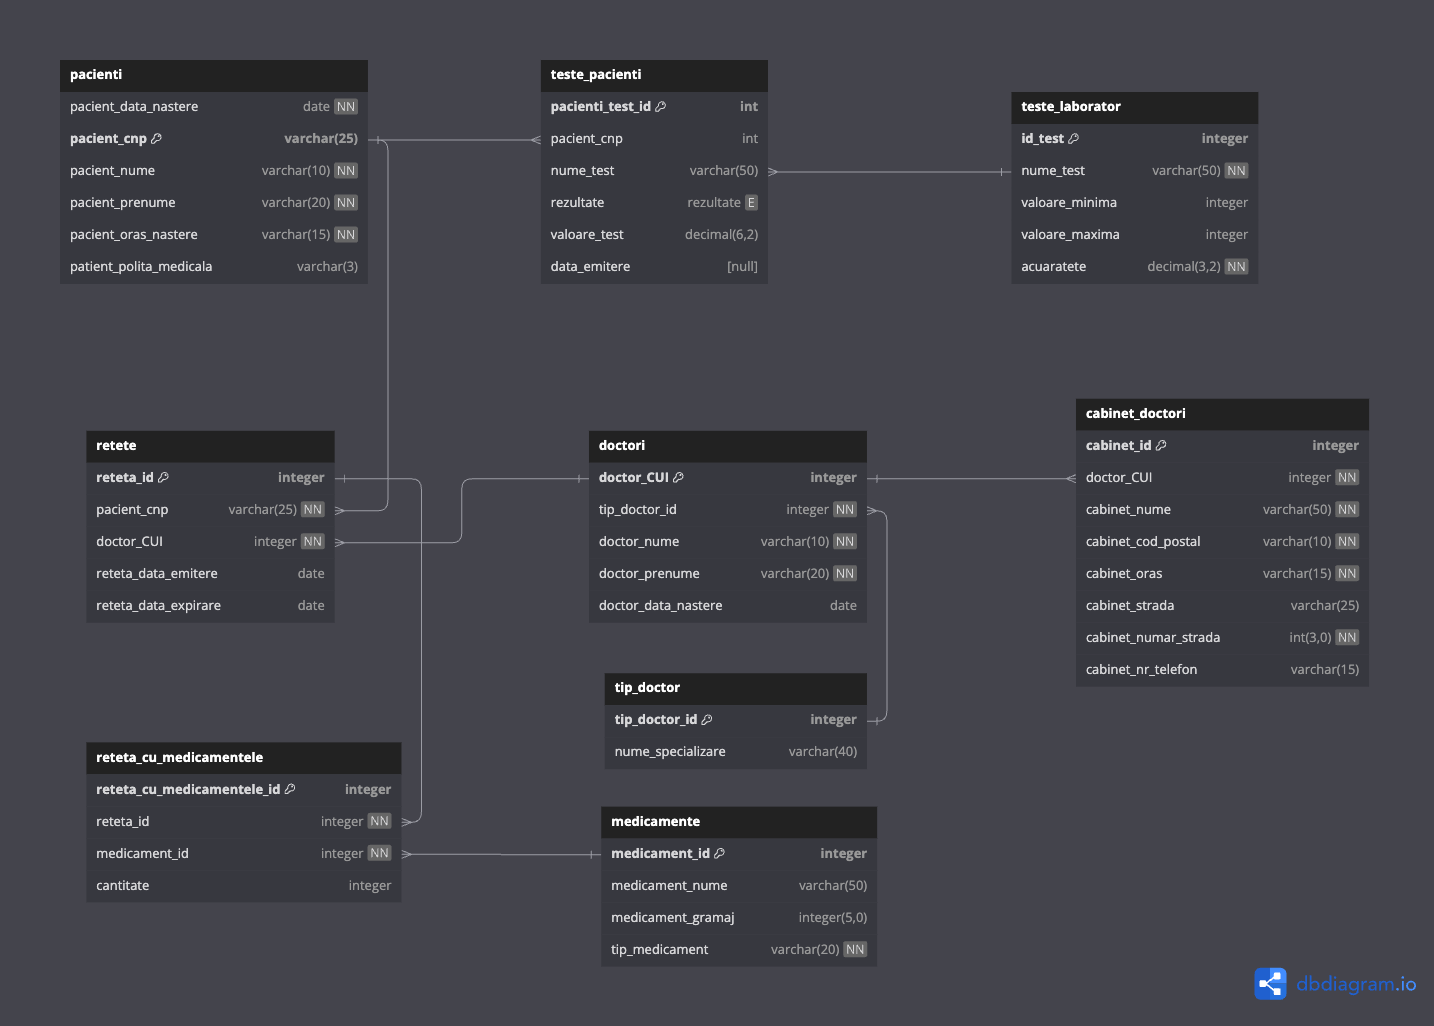 pacienti
pacient_data_nastere date NN
pacient_cnp varchar(25)
pacient_nume varchar(10) NN
pacient_prenume varchar(20) NN
pacient_oras_nastere varchar(15) NN
patient_polita_medicala varchar(3)
teste_pacienti
pacienti_test_id int
pacient_cnp int
nume_test varchar(50)
rezultate rezultate E
valoare_test decimal(6,2)
data_emitere [null]
teste_laborator
id_test integer
nume_test varchar(50) NN
valoare_minima integer
valoare_maxima integer
acuaratete decimal(3,2) NN
retete
reteta_id integer
pacient_cnp varchar(25) NN
doctor_CUI integer NN
reteta_data_emitere date
reteta_data_expirare date
doctori
doctor_CUI integer
tip_doctor_id integer NN
doctor_nume varchar(10) NN
doctor_prenume varchar(20) NN
doctor_data_nastere date
cabinet_doctori
cabinet_id integer
doctor_CUI integer NN
cabinet_nume varchar(50) NN
cabinet_cod_postal varchar(10) NN
cabinet_oras varchar(15) NN
cabinet_strada varchar(25)
cabinet_numar_strada int(3,0) NN
cabinet_nr_telefon varchar(15)
tip_doctor
tip_doctor_id integer
nume_specializare varchar(40)
reteta_cu_medicamentele
reteta_cu_medicamentele_id integer
reteta_id integer NN
medicament_id integer NN
cantitate integer
medicamente
medicament_id integer
medicament_nume varchar(50)
medicament_gramaj integer(5,0)
tip_medicament varchar(20) NN
dbdiagram.io